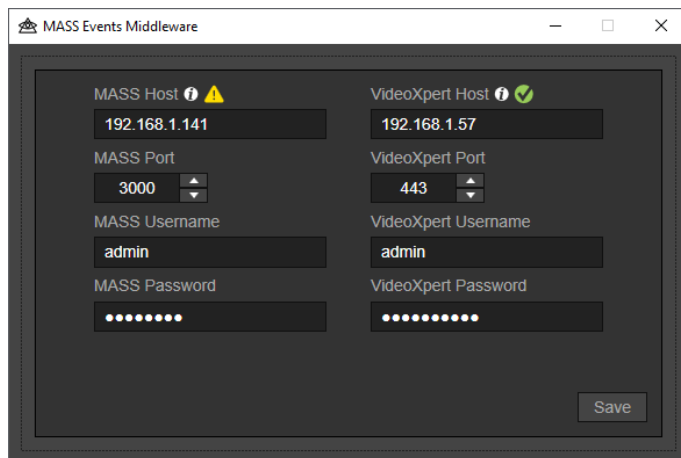 MASS Events Middleware
MASS Host
192.168.1.141
MASS Port
3000
MASS Username
admin
MASS Password
●●●●●●●●
VideoXpert Host
192.168.1.57
VideoXpert Port
443
VideoXpert Username
admin
VideoXpert Password
●●●●●●●●●●
Save